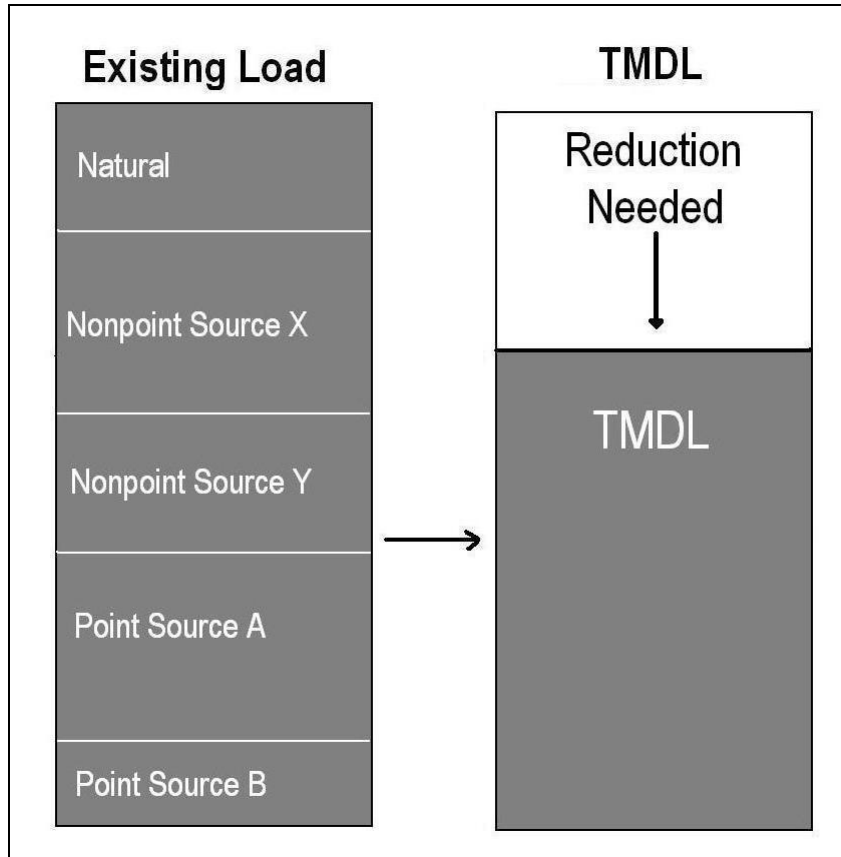 Existing Load
Natural
Nonpoint Source X
Nonpoint Source Y
Point Source A
Point Source B
TMDL
Reduction
Needed
TMDL